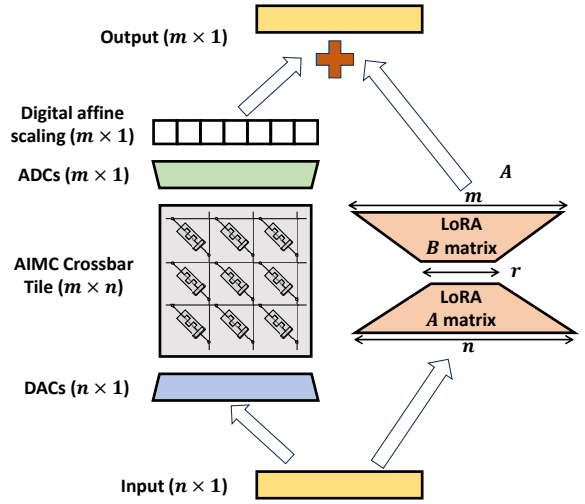 Output (m × 1)
Digital affine
scaling (m × 1)
ADCs (m × 1)
AIMC Crossbar
Tile (m × n)
DACs (n × 1)
Input (n × 1)
A
m
LoRA
B matrix
r
LoRA
A matrix
n